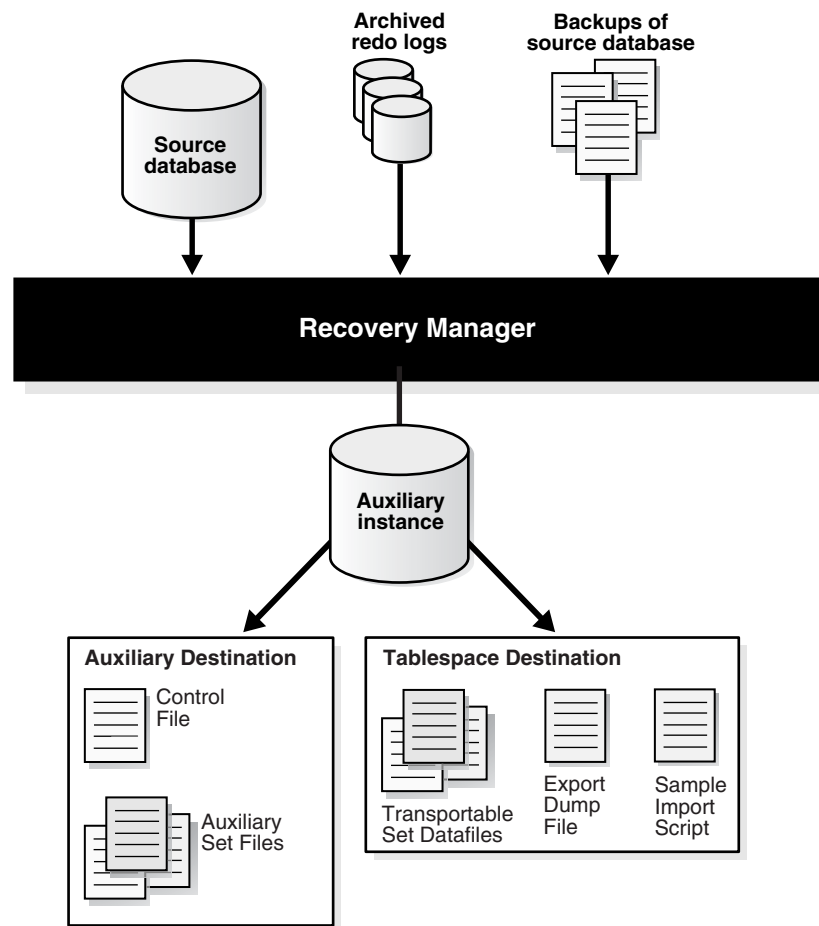 Archived
redo logs
Backups of
source database
Source
database
Recovery Manager
Auxiliary
instance
Auxiliary Destination
Control
File
Auxiliary
Set Files
Tablespace Destination
Transportable
Set Datafiles
Export
Dump
File
Sample
Import
Script